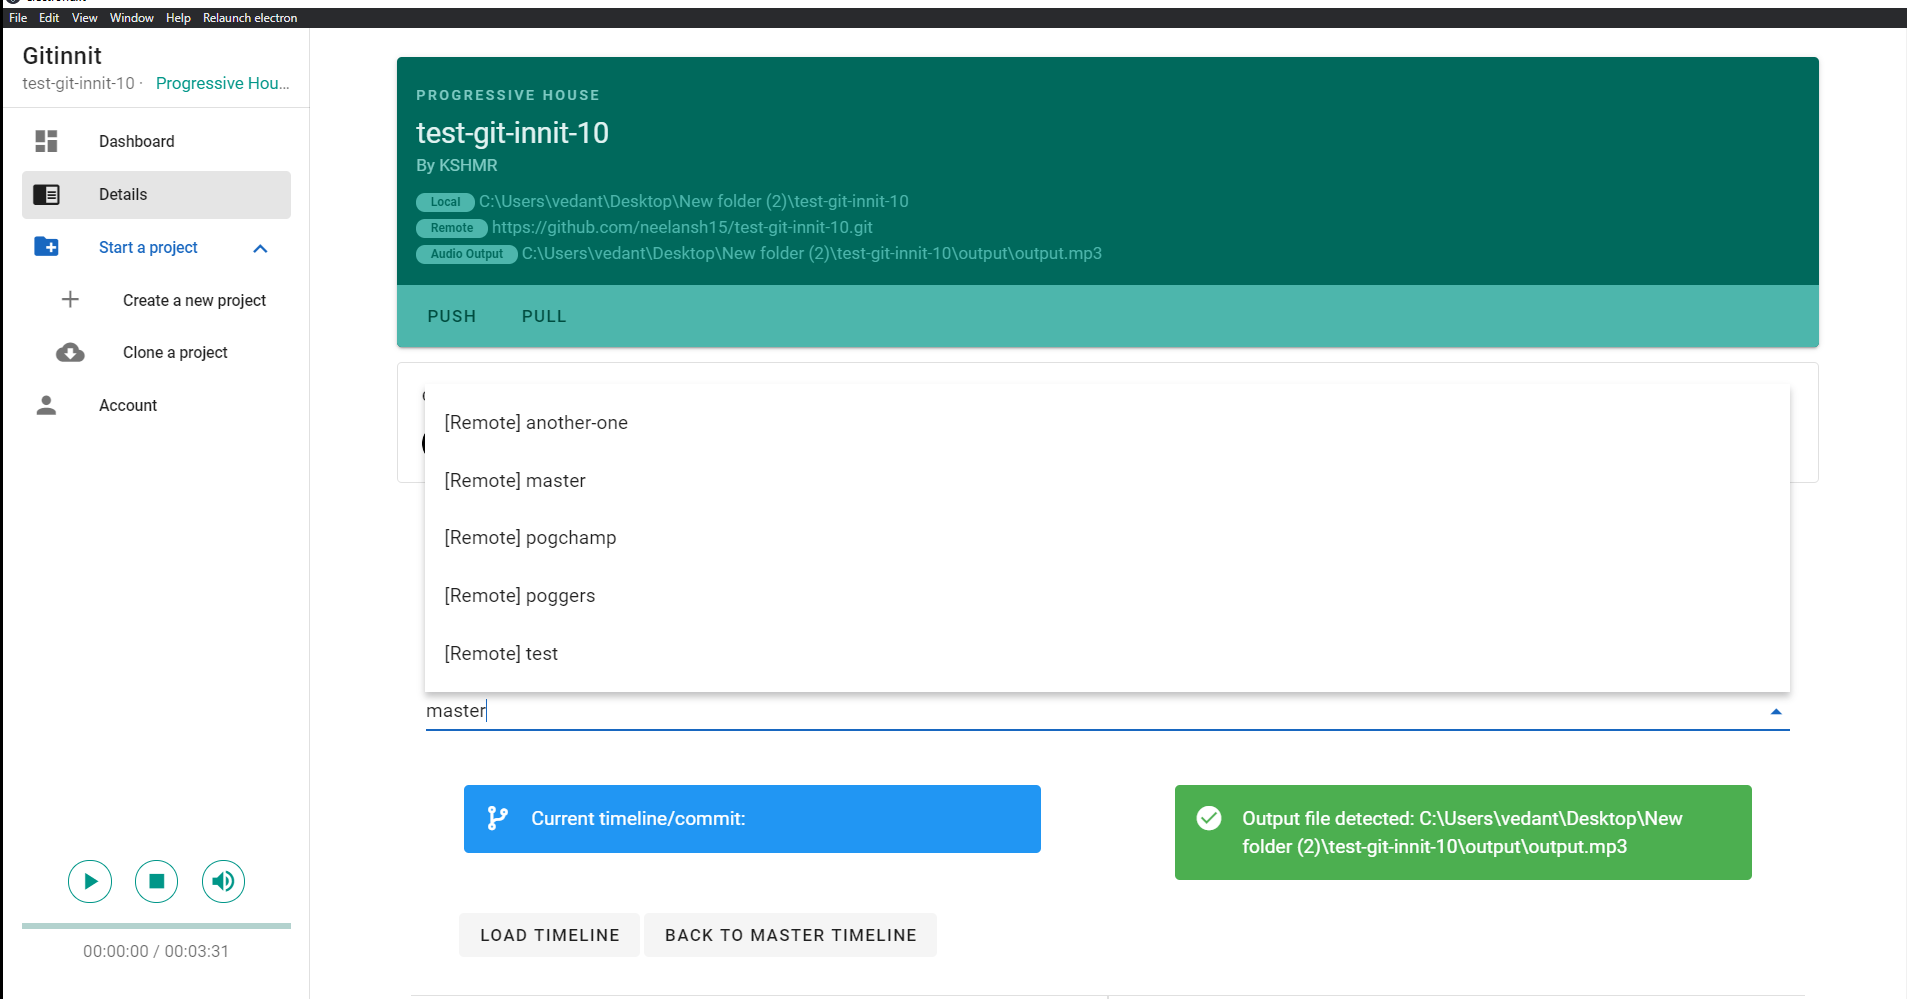 File Edit View Window Help Relaunch electron
Gitinnit
test-git-innit-10 · Progressive Hou...
Dashboard
Details
Start a project
Create a new project
Clone a project
Account
00:00:00 / 00:03:31
PROGRESSIVE HOUSE
test-git-innit-10
By KSHMR
Local C:\Users\vedant\Desktop\New folder (2)\test-git-innit-10
Remote https://github.com/neelansh15/test-git-innit-10.git
Audio Output C:\Users\vedant\Desktop\New folder (2)\test-git-innit-10\output\output.mp3
PUSH PULL
[Remote] another-one
[Remote] master
[Remote] pogchamp
[Remote] poggers
[Remote] test
master
Current timeline/commit:
Output file detected: C:\Users\vedant\Desktop\New
folder (2)\test-git-innit-10\output\output.mp3
LOAD TIMELINE BACK TO MASTER TIMELINE